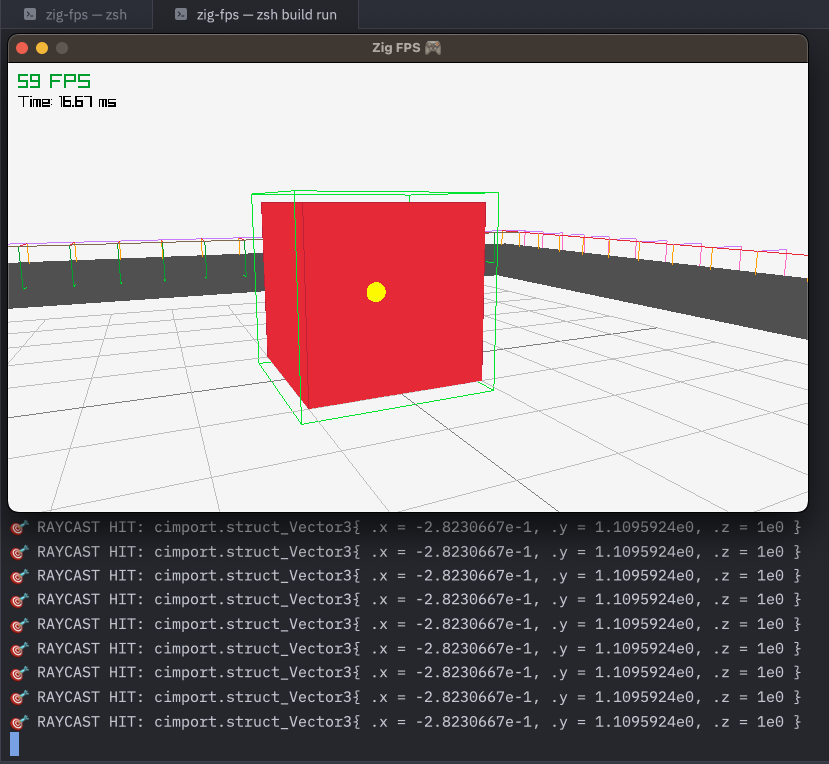 zig-fps — zsh
zig-fps — zsh build run
Zig FPS 🎮
59 FPS
Time: 16.67 ms
🎯 RAYCAST HIT: cimport.struct_Vector3{ .x = -2.8230667e-1, .y = 1.1095924e0, .z = 1e0 }
🎯 RAYCAST HIT: cimport.struct_Vector3{ .x = -2.8230667e-1, .y = 1.1095924e0, .z = 1e0 }
🎯 RAYCAST HIT: cimport.struct_Vector3{ .x = -2.8230667e-1, .y = 1.1095924e0, .z = 1e0 }
🎯 RAYCAST HIT: cimport.struct_Vector3{ .x = -2.8230667e-1, .y = 1.1095924e0, .z = 1e0 }
🎯 RAYCAST HIT: cimport.struct_Vector3{ .x = -2.8230667e-1, .y = 1.1095924e0, .z = 1e0 }
🎯 RAYCAST HIT: cimport.struct_Vector3{ .x = -2.8230667e-1, .y = 1.1095924e0, .z = 1e0 }
🎯 RAYCAST HIT: cimport.struct_Vector3{ .x = -2.8230667e-1, .y = 1.1095924e0, .z = 1e0 }
🎯 RAYCAST HIT: cimport.struct_Vector3{ .x = -2.8230667e-1, .y = 1.1095924e0, .z = 1e0 }
🎯 RAYCAST HIT: cimport.struct_Vector3{ .x = -2.8230667e-1, .y = 1.1095924e0, .z = 1e0 }